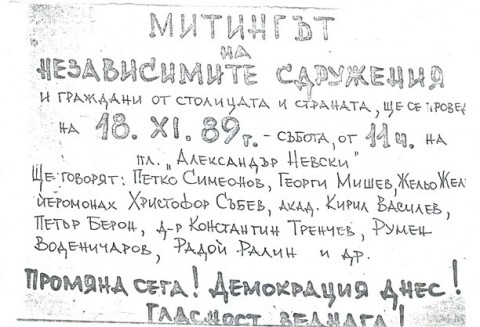 МИТИНГЪТ
НА
НЕЗАВИСИМИТЕ СДРУЖЕНИЯ
И ГРАЖДАНИ ОТ СТОЛИЦАТА И СТРАНАТА, ЩЕ СЕ ПРОВЕД
НА 18. XI. 89 г. - СЪБОТА, ОТ 11 ч. НА
ПЛ. „АЛЕКСАНДЪР НЕВСКИ"
ЩЕ ГОВОРЯТ: ПЕТКО СИМЕОНОВ, ГЕОРГИ МИШЕВ, ЖЕЛЬО ЖЕЛ
ЙЕРОМОНАХ ХРИСТОФОР СЪБЕВ, АКАД. КИРИЛ ВАСИЛЕВ,
ПЕТЪР БЕРОН, Д-Р КОНСТАНТИН ТРЕНЧЕВ, РУМЕН
ВОДЕНИЧАРОВ, РАДОЙ РАЛИН И ДР.
ПРОМЯНА СЕГА! ДЕМОКРАЦИЯ ДНЕС!
ГЛАСНОСТ ВЕДНАГА!